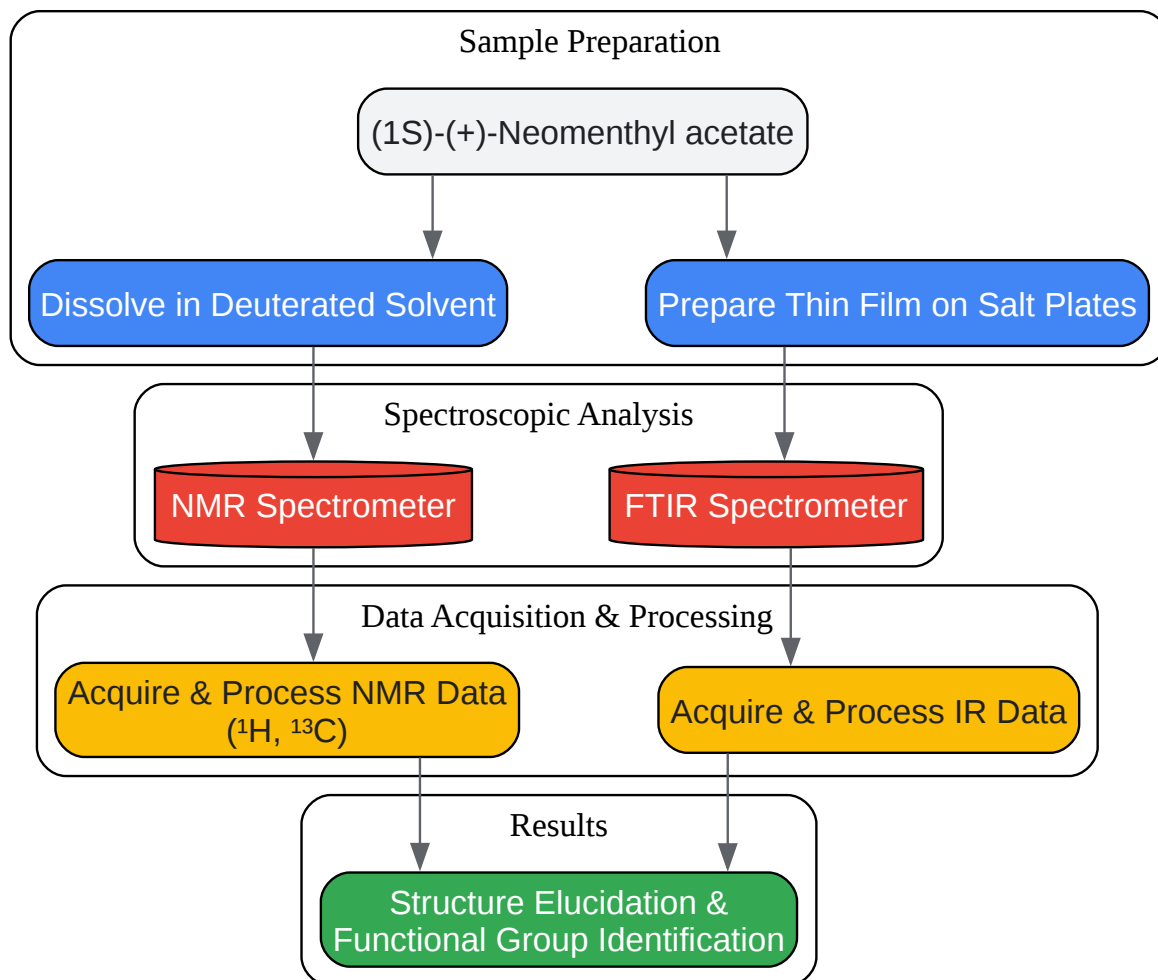 Sample Preparation
(1S)-(+)-Neomenthyl acetate
Dissolve in Deuterated Solvent
Prepare Thin Film on Salt Plates
Spectroscopic Analysis
NMR Spectrometer
FTIR Spectrometer
Data Acquisition & Processing
Acquire & Process NMR Data
(¹H, ¹³C)
Acquire & Process IR Data
Results
Structure Elucidation &
Functional Group Identification